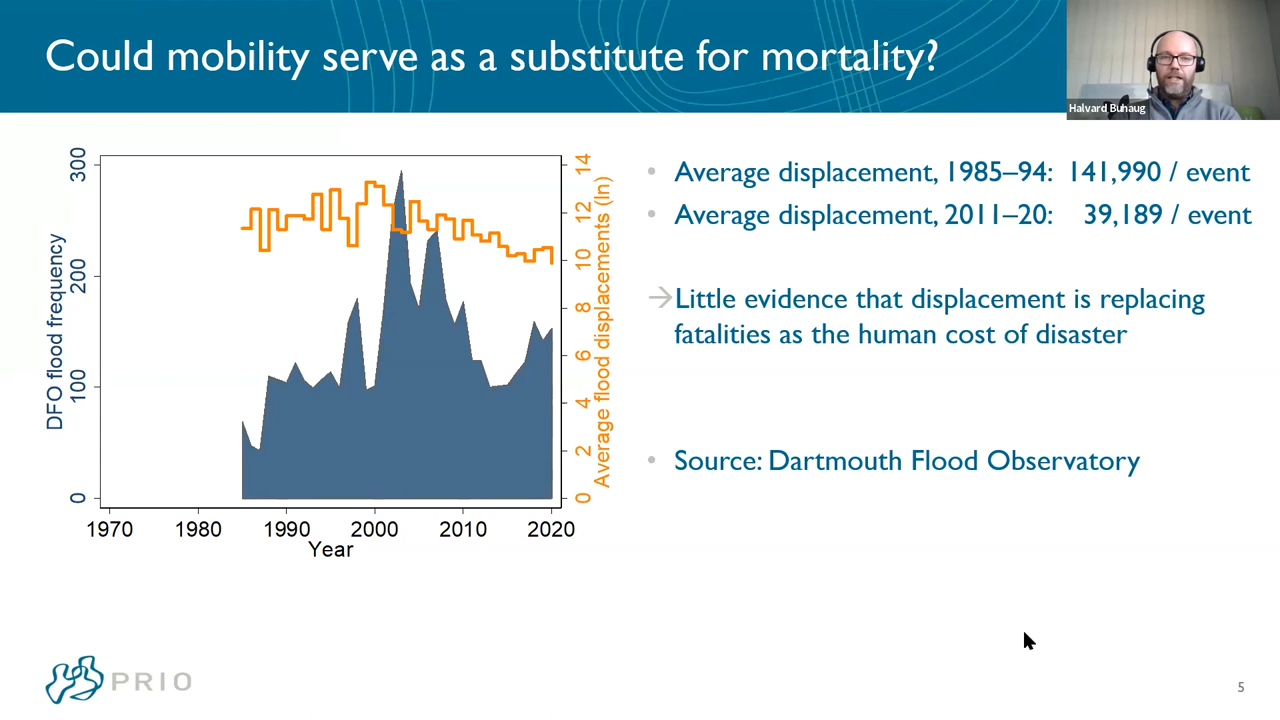 Could mobility serve as a substitute for mortality?
Halvard Buhaug
DFO flood frequency
0
100
200
300
1970
1980
1990
2000
2010
2020
Year
0
2
4
6
8
10
12
14
Average flood displacements (ln)
• Average displacement, 1985–94: 141,990 / event
• Average displacement, 2011–20: 39,189 / event
→Little evidence that displacement is replacing
fatalities as the human cost of disaster
• Source: Dartmouth Flood Observatory
PRIO
5